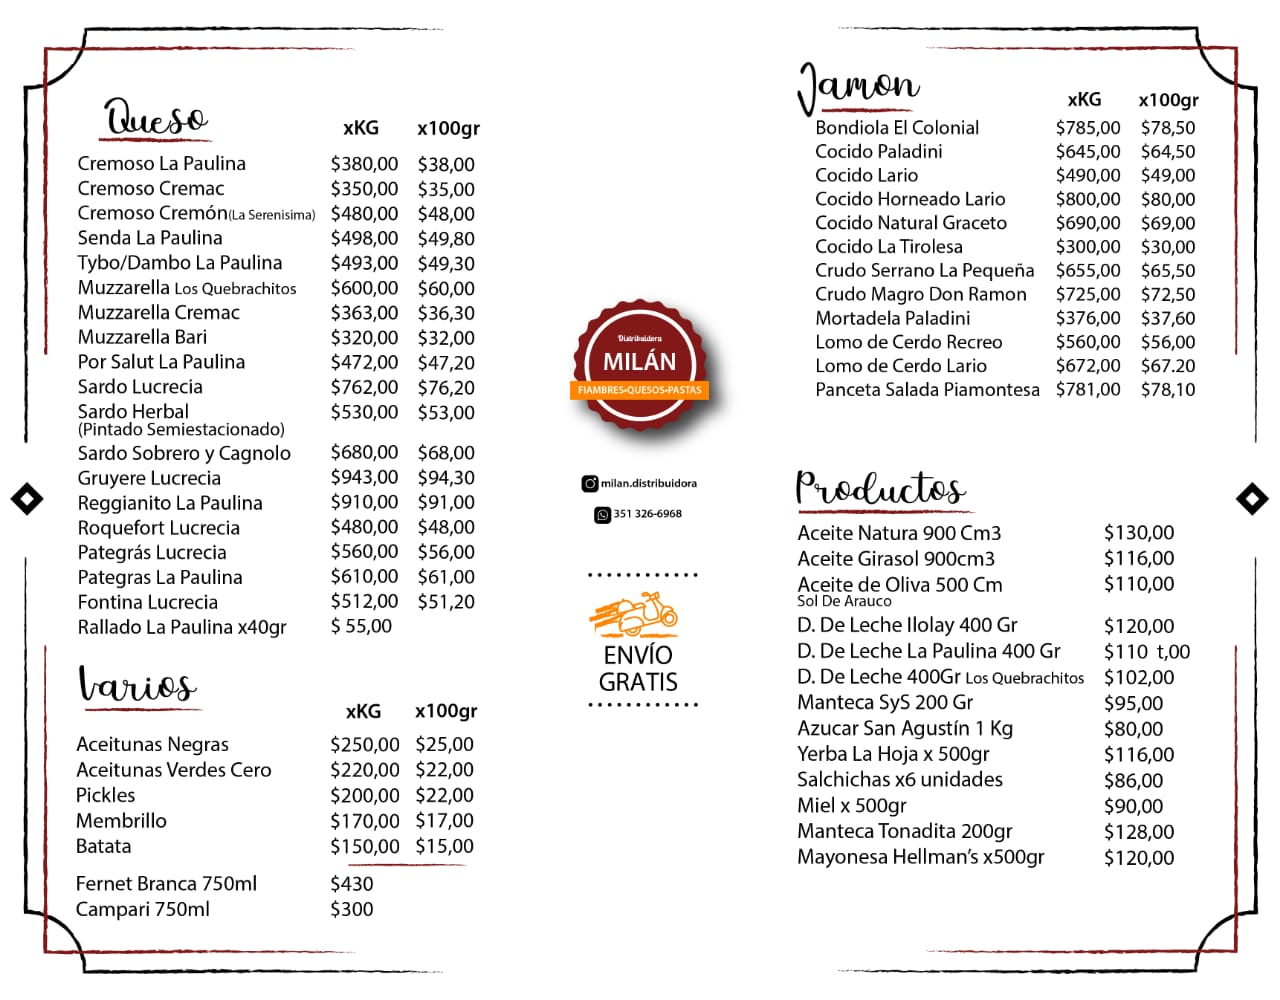 Queso xKG x100gr
Cremoso La Paulina $380,00 $38,00
Cremoso Cremac $350,00 $35,00
Cremoso Cremón(La Serenisima) $480,00 $48,00
Senda La Paulina $498,00 $49,80
Tybo/Dambo La Paulina $493,00 $49,30
Muzzarella Los Quebrachitos $600,00 $60,00
Muzzarella Cremac $363,00 $36,30
Muzzarella Bari $320,00 $32,00
Por Salut La Paulina $472,00 $47,20
Sardo Lucrecia $762,00 $76,20
Sardo Herbal $530,00 $53,00
(Pintado Semiestacionado)
Sardo Sobrero y Cagnolo $680,00 $68,00
Gruyere Lucrecia $943,00 $94,30
Reggianito La Paulina $910,00 $91,00
Roquefort Lucrecia $480,00 $48,00
Pategrás Lucrecia $560,00 $56,00
Pategras La Paulina $610,00 $61,00
Fontina Lucrecia $512,00 $51,20
Rallado La Paulina x40gr $ 55,00
Varios xKG x100gr
Aceitunas Negras $250,00 $25,00
Aceitunas Verdes Cero $220,00 $22,00
Pickles $200,00 $22,00
Membrillo $170,00 $17,00
Batata $150,00 $15,00
Fernet Branca 750ml $430
Campari 750ml $300
Distribuidora
MILÁN
FIAMBRES•QUESOS•PASTAS
milan.distribuidora
351 326-6968
ENVÍO
GRATIS
Jamon xKG x100gr
Bondiola El Colonial $785,00 $78,50
Cocido Paladini $645,00 $64,50
Cocido Lario $490,00 $49,00
Cocido Horneado Lario $800,00 $80,00
Cocido Natural Graceto $690,00 $69,00
Cocido La Tirolesa $300,00 $30,00
Crudo Serrano La Pequeña $655,00 $65,50
Crudo Magro Don Ramon $725,00 $72,50
Mortadela Paladini $376,00 $37,60
Lomo de Cerdo Recreo $560,00 $56,00
Lomo de Cerdo Lario $672,00 $67.20
Panceta Salada Piamontesa $781,00 $78,10
Productos
Aceite Natura 900 Cm3 $130,00
Aceite Girasol 900cm3 $116,00
Aceite de Oliva 500 Cm $110,00
Sol De Arauco
D. De Leche Ilolay 400 Gr $120,00
D. De Leche La Paulina 400 Gr $110 t,00
D. De Leche 400Gr Los Quebrachitos $102,00
Manteca SyS 200 Gr $95,00
Azucar San Agustín 1 Kg $80,00
Yerba La Hoja x 500gr $116,00
Salchichas x6 unidades $86,00
Miel x 500gr $90,00
Manteca Tonadita 200gr $128,00
Mayonesa Hellman's x500gr $120,00